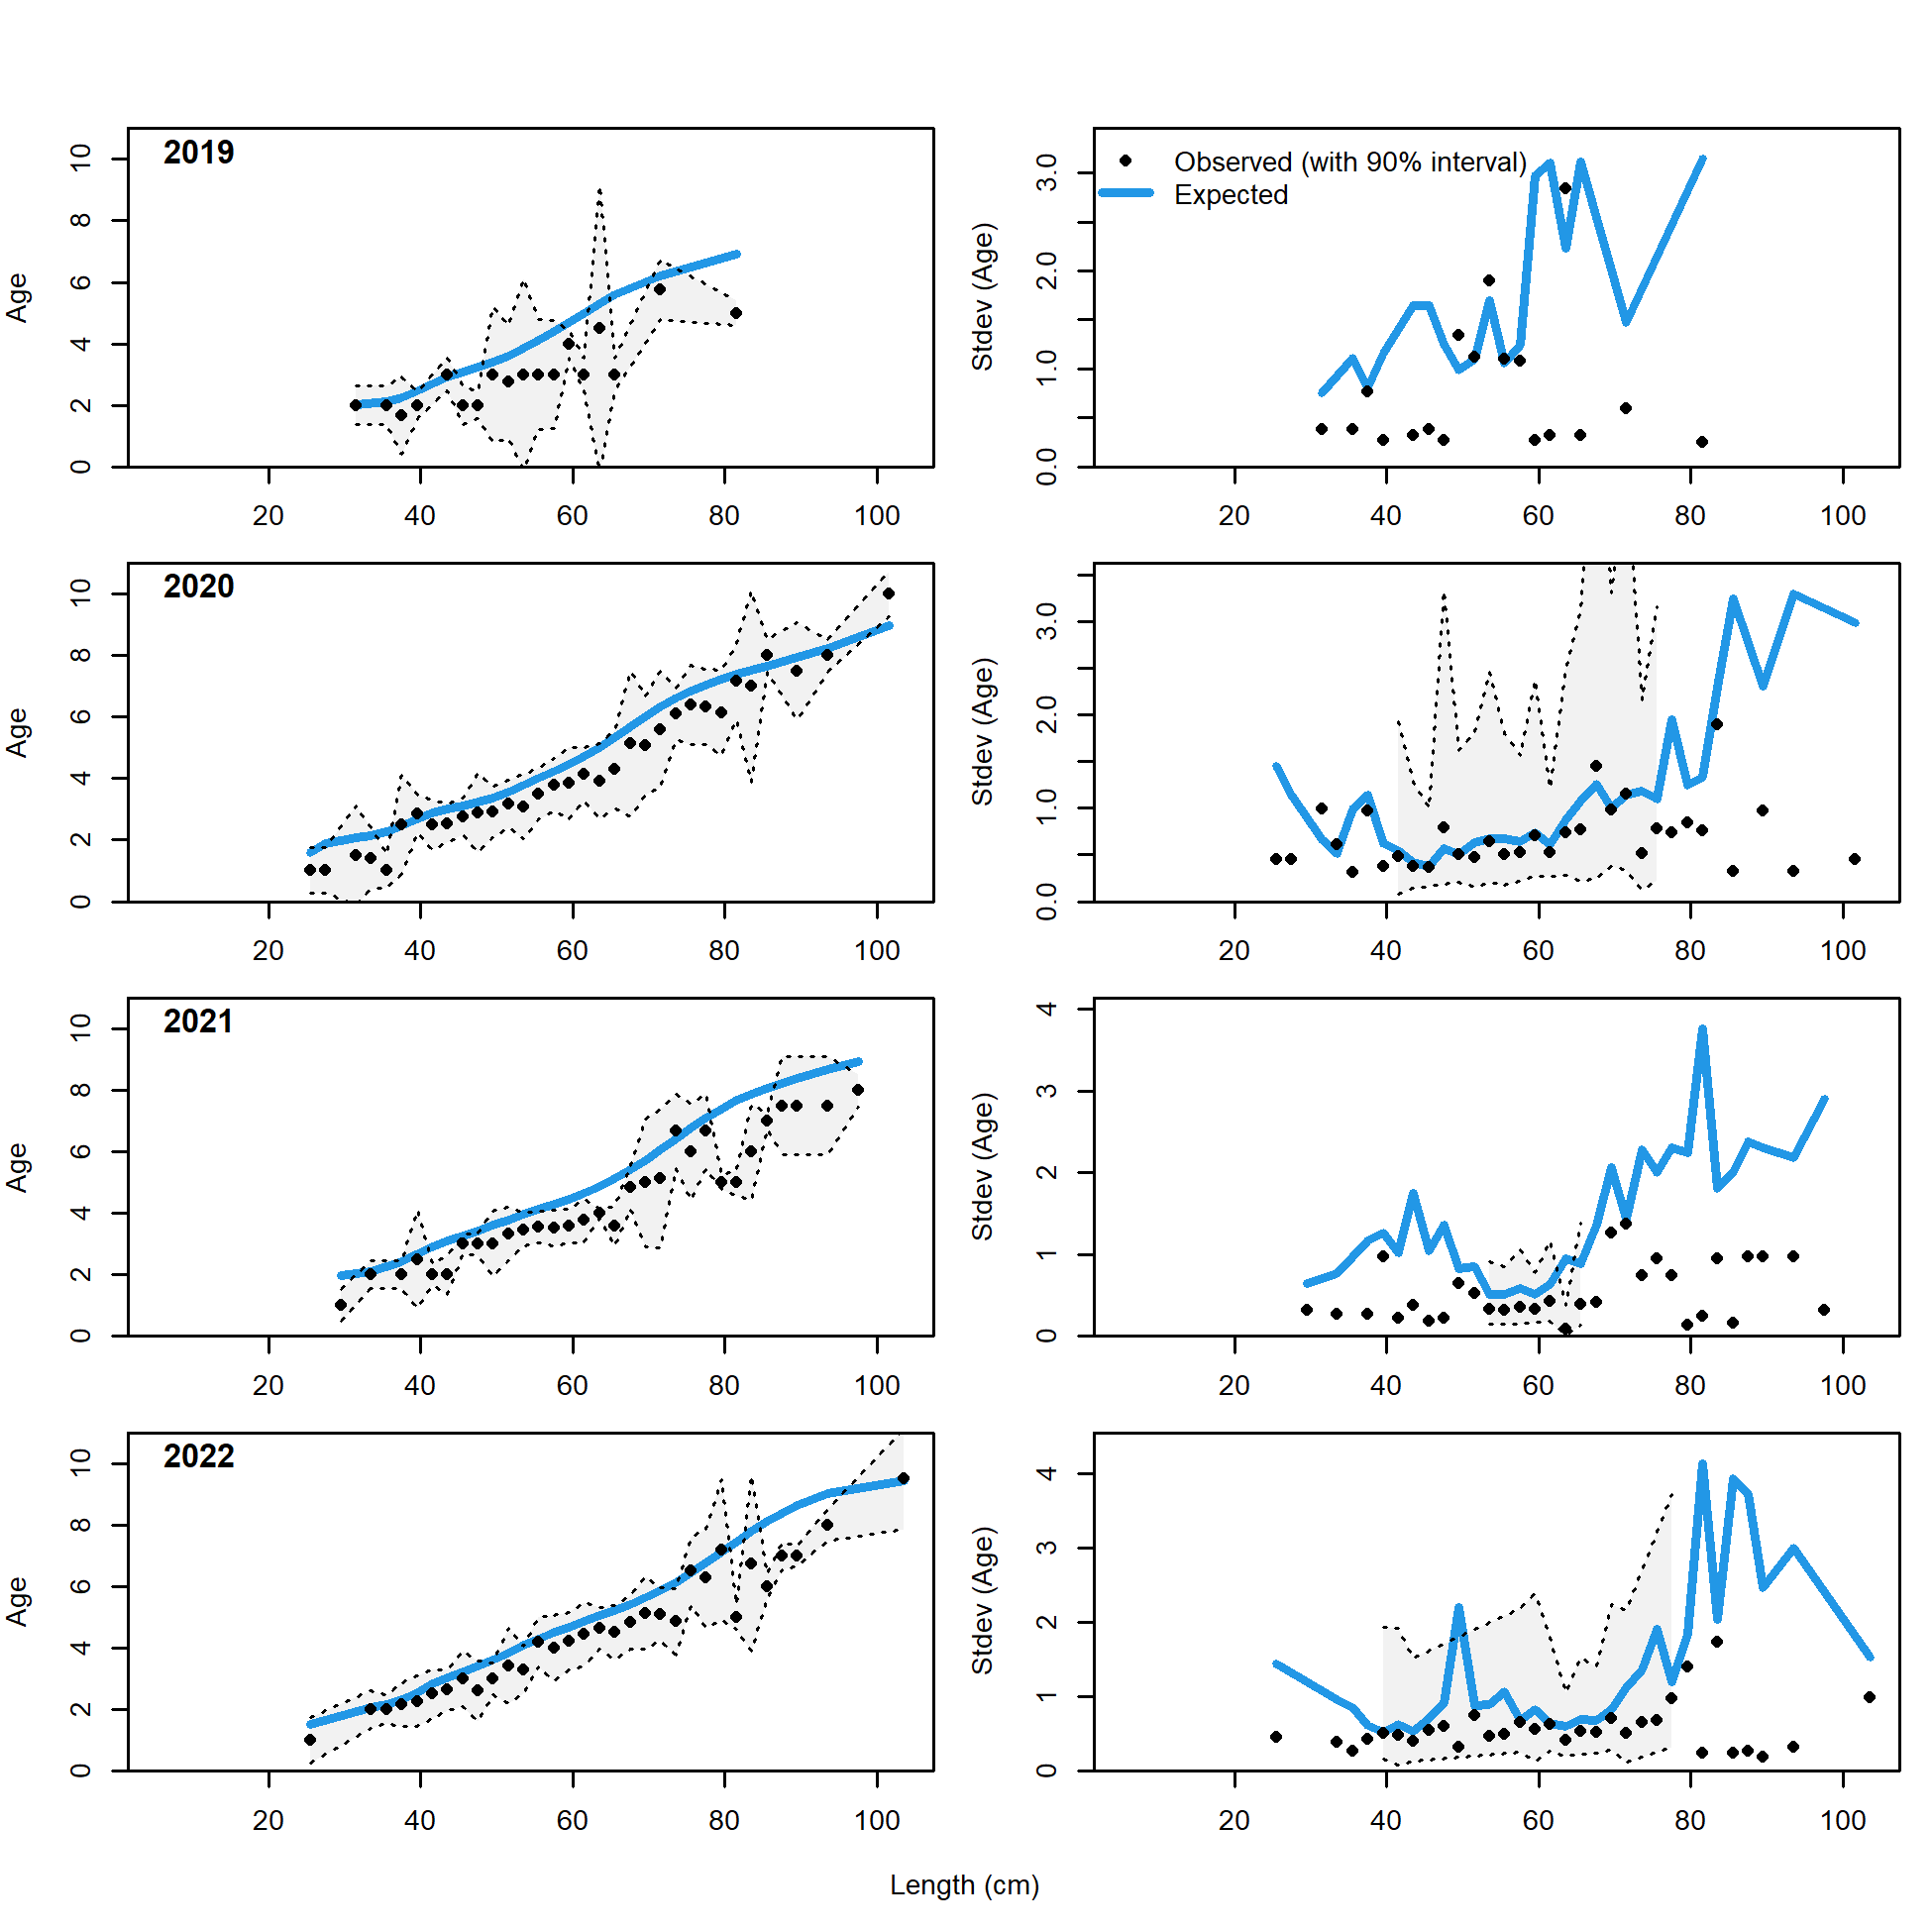 2019
Age
0 2 4 6 8 10
20 40 60 80 100
Observed (with 90% interval)
Expected
Stdev (Age)
0.0 1.0 2.0 3.0
20 40 60 80 100
2020
Age
0 2 4 6 8 10
20 40 60 80 100
Stdev (Age)
0.0 1.0 2.0 3.0
20 40 60 80 100
2021
Age
0 2 4 6 8 10
20 40 60 80 100
Stdev (Age)
0 1 2 3 4
20 40 60 80 100
2022
Age
0 2 4 6 8 10
20 40 60 80 100
Stdev (Age)
0 1 2 3 4
20 40 60 80 100
Length (cm)